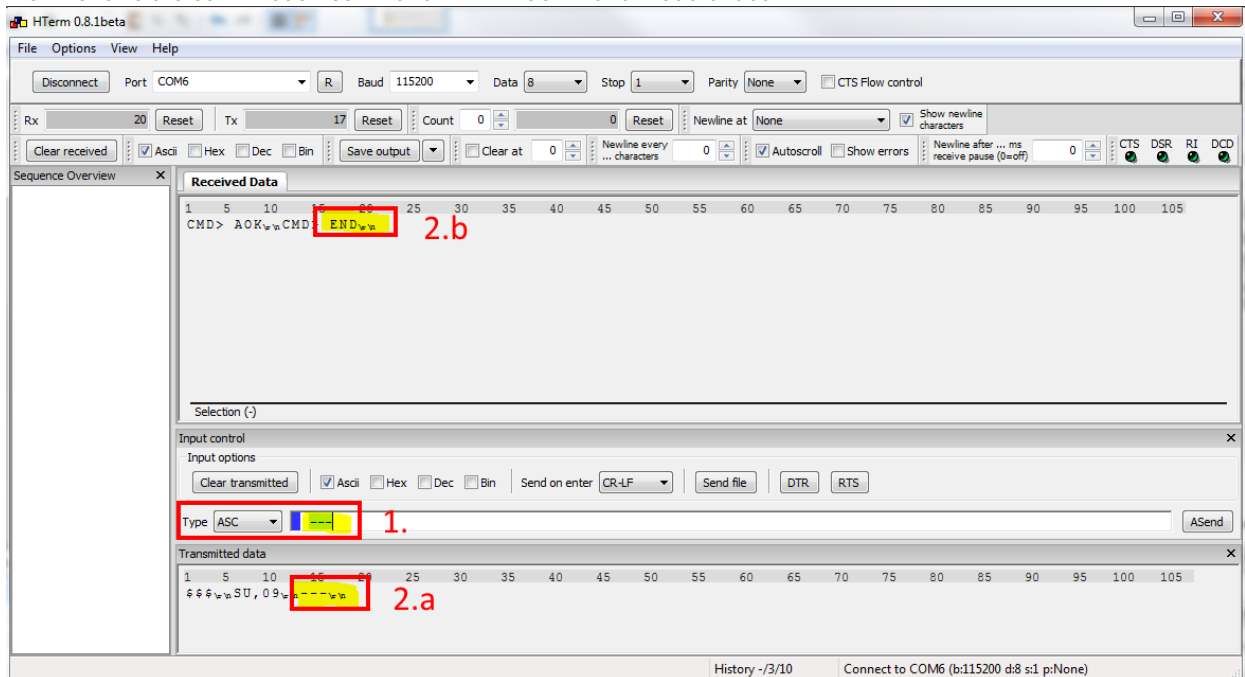 HTerm 0.8.1beta
File Options View Help
Disconnect Port COM6 R Baud 115200 Data 8 Stop 1 Parity None CTS Flow control
Rx 20 Reset Tx 17 Reset Count 0 0 Reset Newline at None Show newline characters
Clear received Ascii Hex Dec Bin Save output Clear at 0 Newline every ... characters 0 Autoscroll Show errors Newline after ... ms receive pause (0=off) 0 CTS DSR RI DCD
Sequence Overview X Received Data
1 5 10 15 20 25 30 35 40 45 50 55 60 65 70 75 80 85 90 95 100 105
CMD> AOK\r\nCMD> END\r\n
2.b
Selection (-)
Input control X
Input options
Clear transmitted Ascii Hex Dec Bin Send on enter CR-LF Send file DTR RTS
Type ASC --- 1. ASend
Transmitted data X
1 5 10 15 20 25 30 35 40 45 50 55 60 65 70 75 80 85 90 95 100 105
$$$\r\nSU,09\r\n---\r\n
2.a
History -/3/10 Connect to COM6 (b:115200 d:8 s:1 p:None)